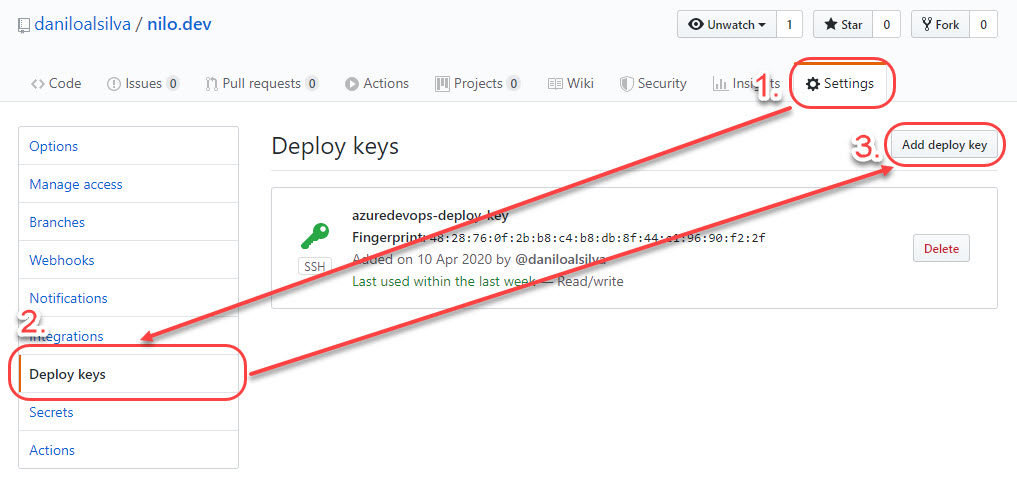 daniloalsilva / nilo.dev
Unwatch 1 Star 0 Fork 0
Code Issues 0 Pull requests 0 Actions Projects 0 Wiki Security Insights 1. Settings
Options
Manage access
Branches
Webhooks
Notifications
2.
Integrations
Deploy keys
Secrets
Actions
Deploy keys
3. Add deploy key
azuredevops-deploy-key
Fingerprint: 48:28:76:0f:2b:b8:c4:b8:db:8f:44: :96:90:f2:2f
SSH
Added on 10 Apr 2020 by @daniloalsilva
Last used within the last week — Read/write
Delete